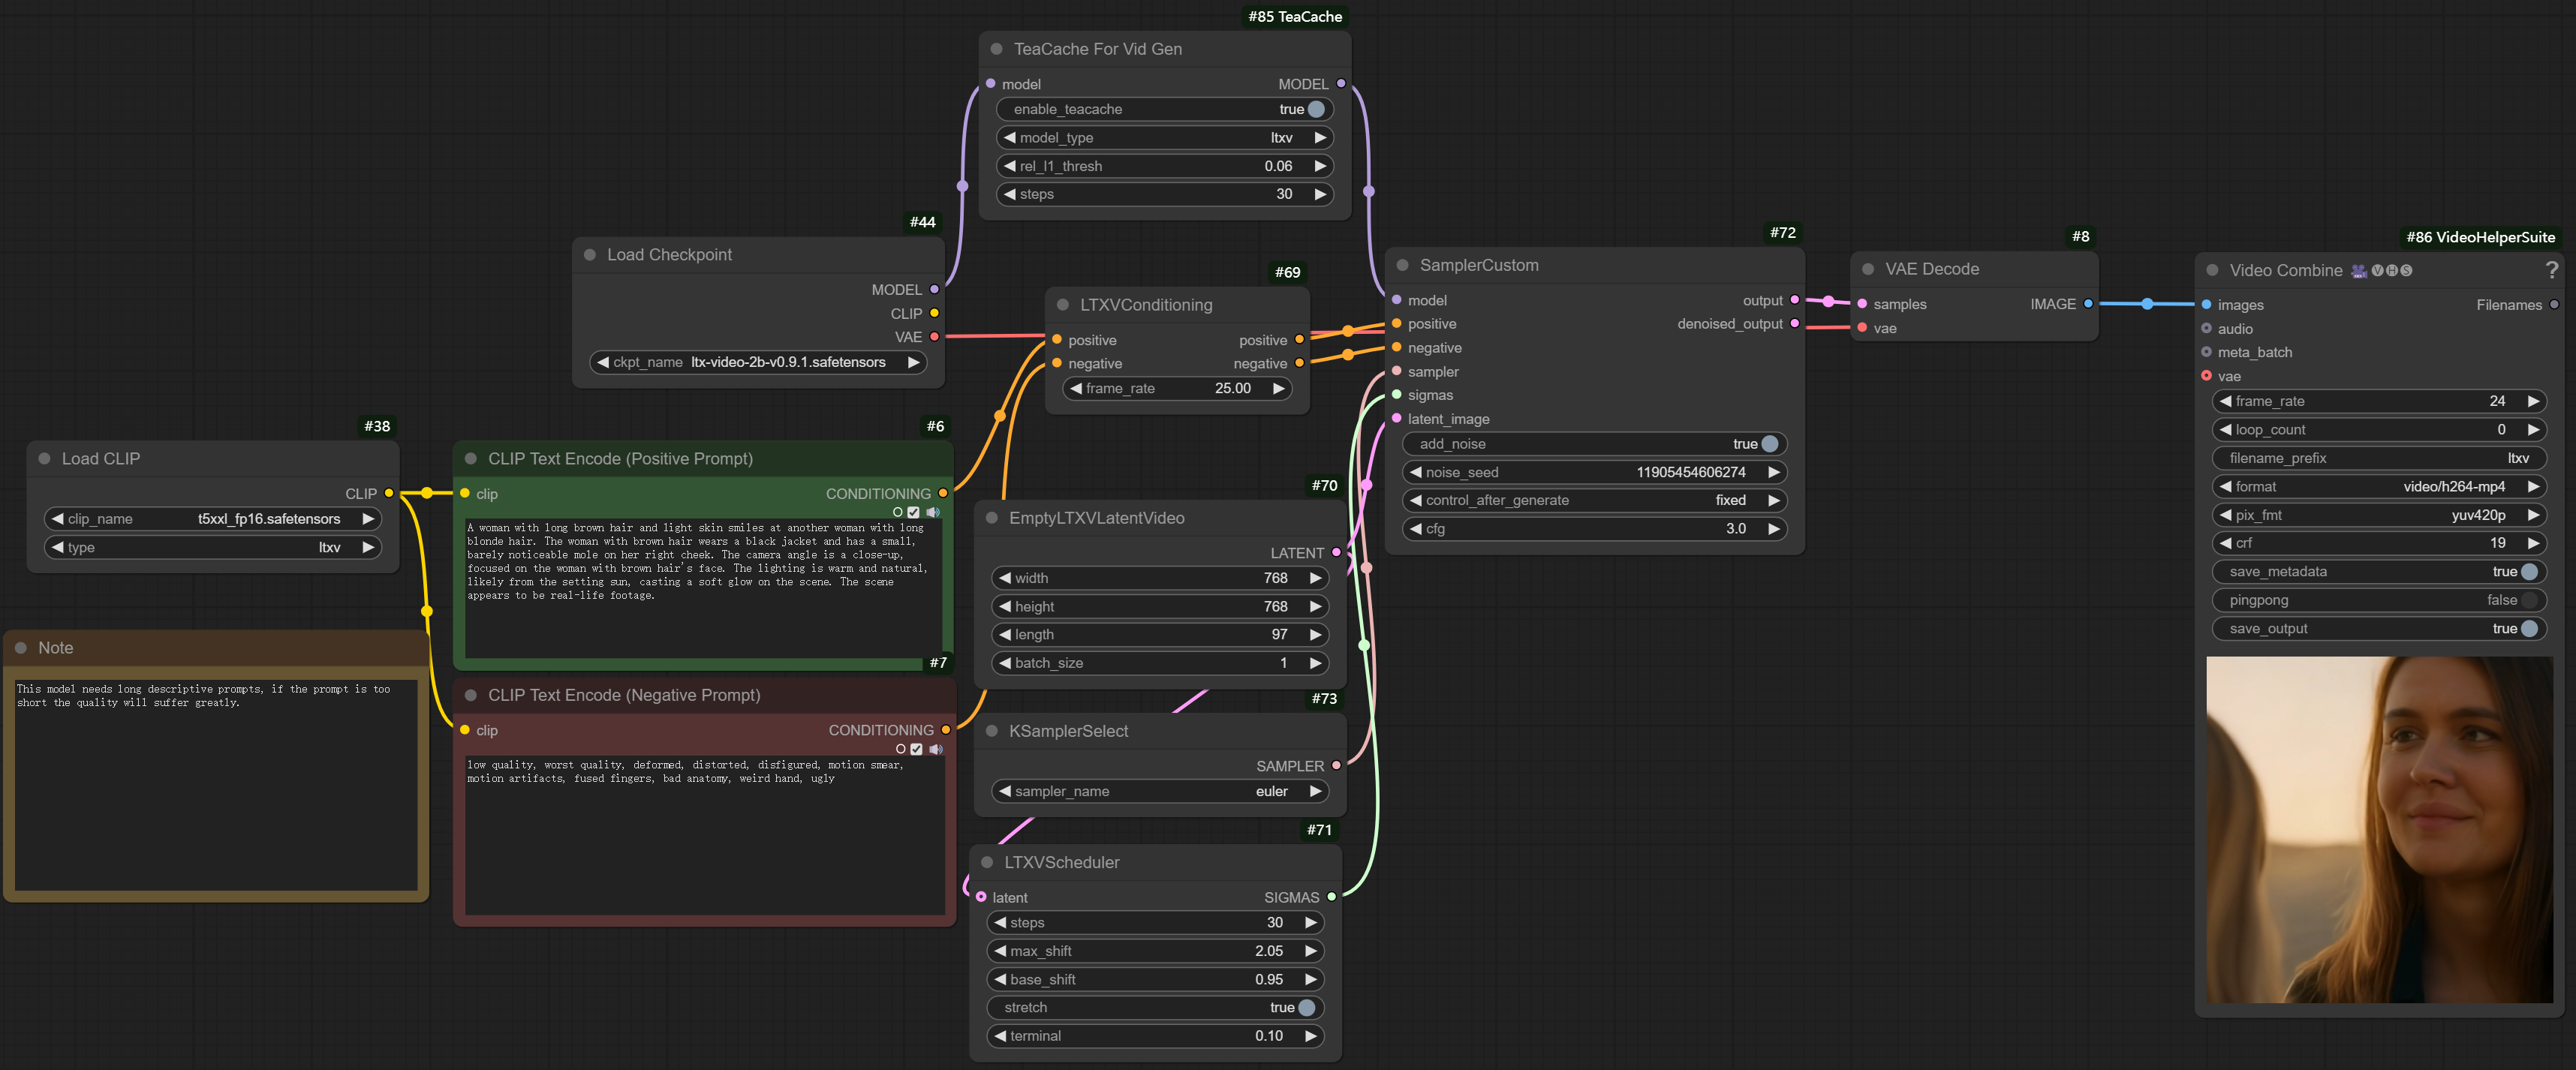 #85 TeaCache
TeaCache For Vid Gen
model MODEL
enable_teacache true
model_type ltxv
rel_l1_thresh 0.06
steps 30
#44
Load Checkpoint
MODEL
CLIP
VAE
ckpt_name ltx-video-2b-v0.9.1.safetensors
#69
LTXVConditioning
positive positive
negative negative
frame_rate 25.00
#72
SamplerCustom
model output
positive denoised_output
negative
sampler
sigmas
latent_image
add_noise true
noise_seed 11905454606274
control_after_generate fixed
cfg 3.0
#8
VAE Decode
samples IMAGE
vae
#86 VideoHelperSuite
Video Combine 🎥🅥🅗🅢 ?
images Filenames
audio
meta_batch
vae
frame_rate 24
loop_count 0
filename_prefix ltxv
format video/h264-mp4
pix_fmt yuv420p
crf 19
save_metadata true
pingpong false
save_output true
#38
Load CLIP
CLIP
clip_name t5xxl_fp16.safetensors
type ltxv
#6
CLIP Text Encode (Positive Prompt)
clip CONDITIONING
A woman with long brown hair and light skin smiles at another woman with long
blonde hair. The woman with brown hair wears a black jacket and has a small,
barely noticeable mole on her right cheek. The camera angle is a close-up,
focused on the woman with brown hair's face. The lighting is warm and natural,
likely from the setting sun, casting a soft glow on the scene. The scene
appears to be real-life footage.
Note
This model needs long descriptive prompts, if the prompt is too
short the quality will suffer greatly.
#7
CLIP Text Encode (Negative Prompt)
clip CONDITIONING
low quality, worst quality, deformed, distorted, disfigured, motion smear,
motion artifacts, fused fingers, bad anatomy, weird hand, ugly
#70
EmptyLTXVLatentVideo
LATENT
width 768
height 768
length 97
batch_size 1
#73
KSamplerSelect
SAMPLER
sampler_name euler
#71
LTXVScheduler
latent SIGMAS
steps 30
max_shift 2.05
base_shift 0.95
stretch true
terminal 0.10